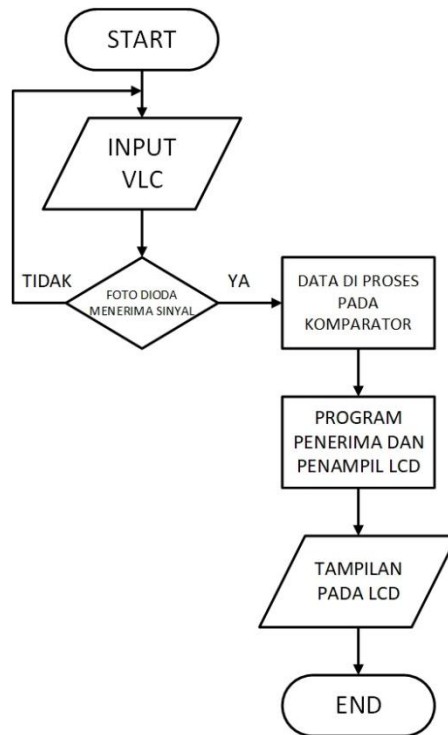 START
INPUT
VLC
TIDAK
FOTO DIODA
MENERIMA SINYAL
YA
DATA DI PROSES
PADA
KOMPARATOR
PROGRAM
PENERIMA DAN
PENAMPIL LCD
TAMPILAN
PADA LCD
END